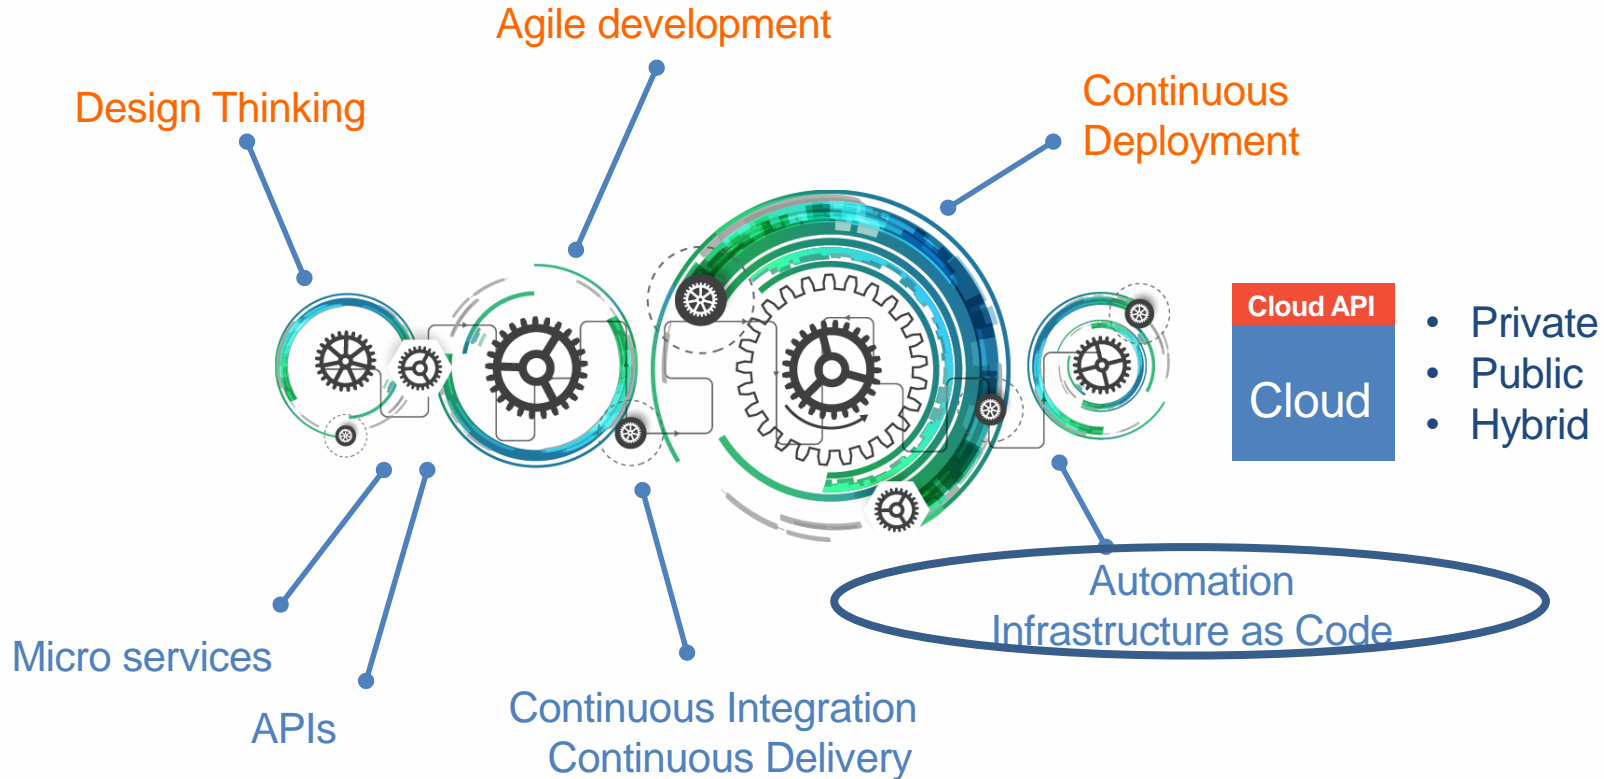 Agile development
Design Thinking
Continuous
Deployment
Cloud API
Cloud
• Private
• Public
• Hybrid
Automation
Infrastructure as Code
Micro services
APIs
Continuous Integration
Continuous Delivery